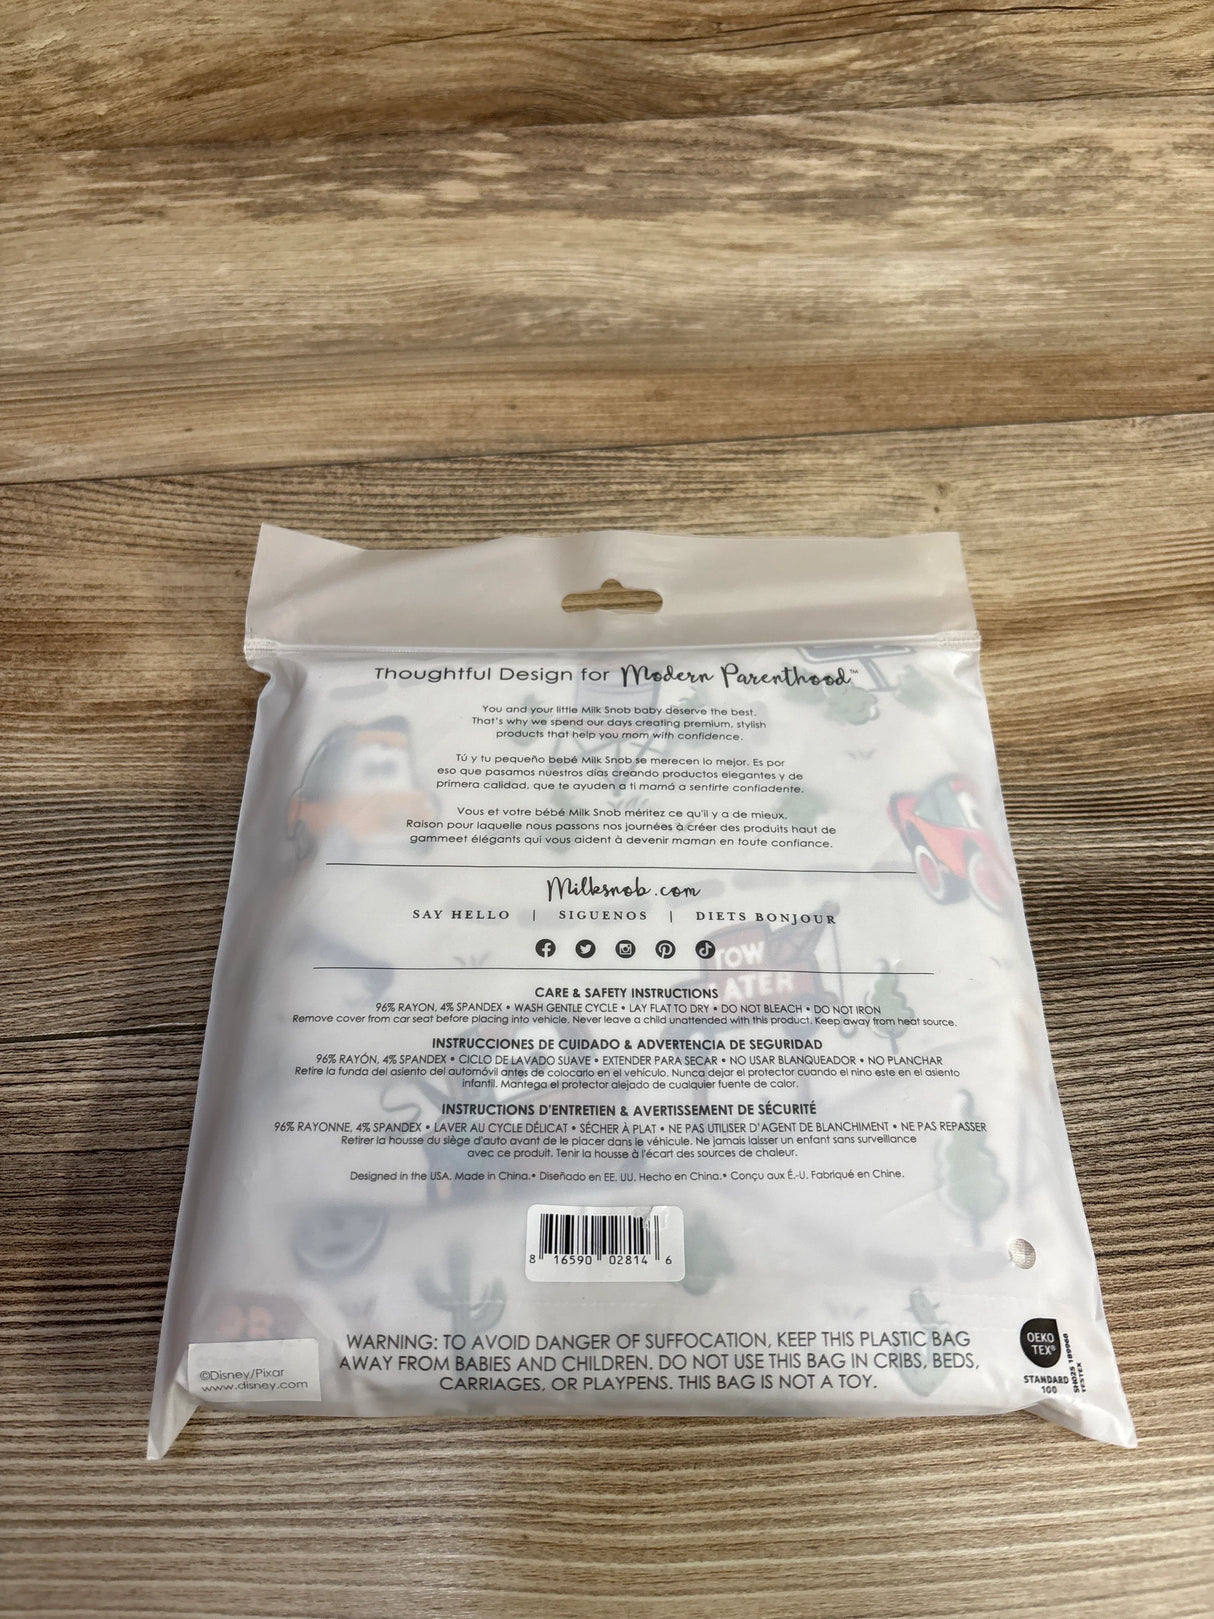 Thoughtful Design for Modern Parenthood™
You and your little Milk Snob baby deserve the best.
That's why we spend our days creating premium, stylish
products that help you mom with confidence.
Tú y tu pequeño bebé Milk Snob se merecen lo mejor. Es por
eso que pasamos nuestros días creando productos elegantes y de
primera calidad, que te ayuden a ti mamá a sentirte confiadente.
Vous et votre bébé Milk Snob méritez ce qu'il y a de mieux.
Raison pour laquelle nous passons nos journées à créer des produits haut de
gammeet élégants qui vous aident à devenir maman en toute confiance.
Milksnob.com
SAY HELLO | SIGUENOS | DIETS BONJOUR
TOW
ATER
CARE & SAFETY INSTRUCTIONS
96% RAYON, 4% SPANDEX • WASH GENTLE CYCLE • LAY FLAT TO DRY • DO NOT BLEACH • DO NOT IRON
Remove cover from car seat before placing into vehicle. Never leave a child unattended with this product. Keep away from heat source.
INSTRUCCIONES DE CUIDADO & ADVERTENCIA DE SEGURIDAD
96% RAYÓN, 4% SPANDEX • CICLO DE LAVADO SUAVE • EXTENDER PARA SECAR • NO USAR BLANQUEADOR • NO PLANCHAR
Retire la funda del asiento del automóvil antes de colocarlo en el vehículo. Nunca dejar el protector cuando el nino este en el asiento
infantil. Mantega el protector alejado de cualquier fuente de calor.
INSTRUCTIONS D'ENTRETIEN & AVERTISSEMENT DE SÉCURITÉ
96% RAYONNE, 4% SPANDEX • LAVER AU CYCLE DÉLICAT • SÉCHER À PLAT • NE PAS UTILISER D'AGENT DE BLANCHIMENT • NE PAS REPASSER
Retirer la housse du siège d'auto avant de le placer dans le véhicule. Ne jamais laisser un enfant sans surveillance
avec ce produit. Tenir la housse à l'écart des sources de chaleur.
Designed in the USA. Made in China.• Diseñado en EE. UU. Hecho en China.• Conçu aux É.-U. Fabriqué en Chine.
8 16590 02814 6
WARNING: TO AVOID DANGER OF SUFFOCATION, KEEP THIS PLASTIC BAG
AWAY FROM BABIES AND CHILDREN. DO NOT USE THIS BAG IN CRIBS, BEDS,
CARRIAGES, OR PLAYPENS. THIS BAG IS NOT A TOY.
©Disney/Pixar
www.disney.com
OEKO
TEX®
STANDARD
100
SH025 189968
TESTEX